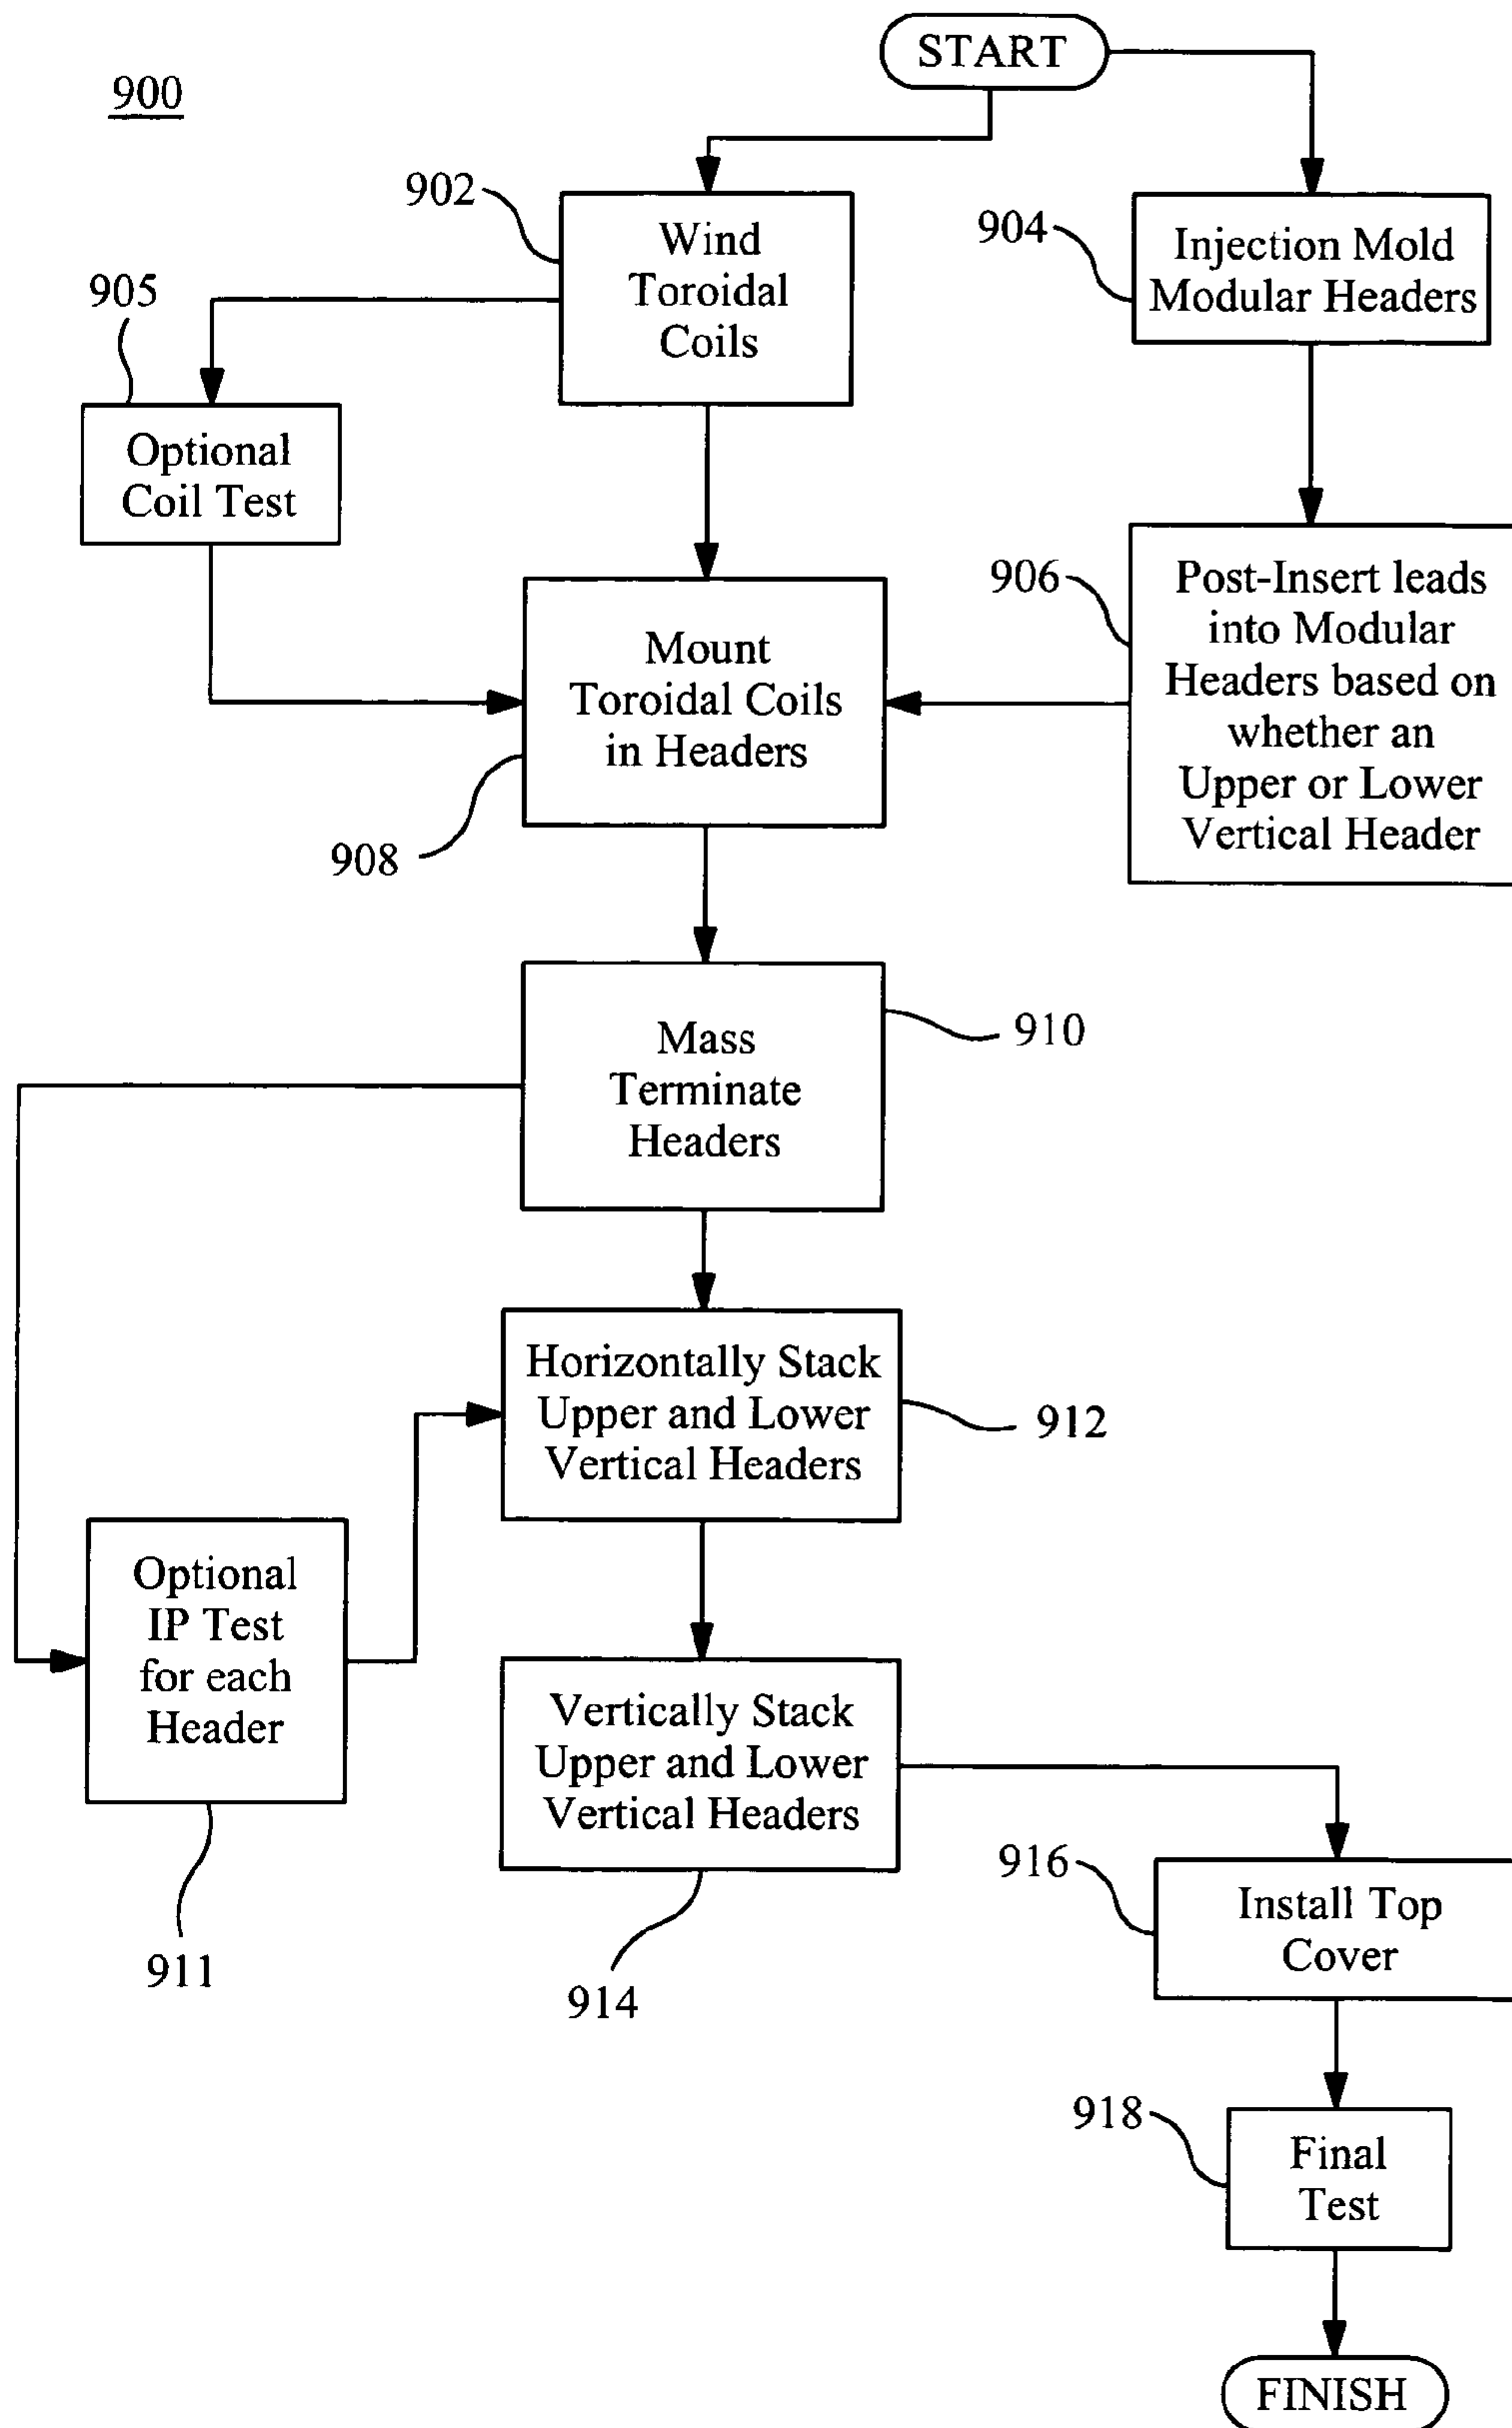 START
900
902
Wind
Toroidal
Coils
904
Injection Mold
Modular Headers
905
Optional
Coil Test
906
Post-Insert leads
into Modular
Headers based on
whether an
Upper or Lower
Vertical Header
Mount
Toroidal Coils
in Headers
908
Mass
Terminate
Headers
910
Horizontally Stack
Upper and Lower
Vertical Headers
912
Optional
IP Test
for each
Header
911
Vertically Stack
Upper and Lower
Vertical Headers
914
916
Install Top
Cover
918
Final
Test
FINISH